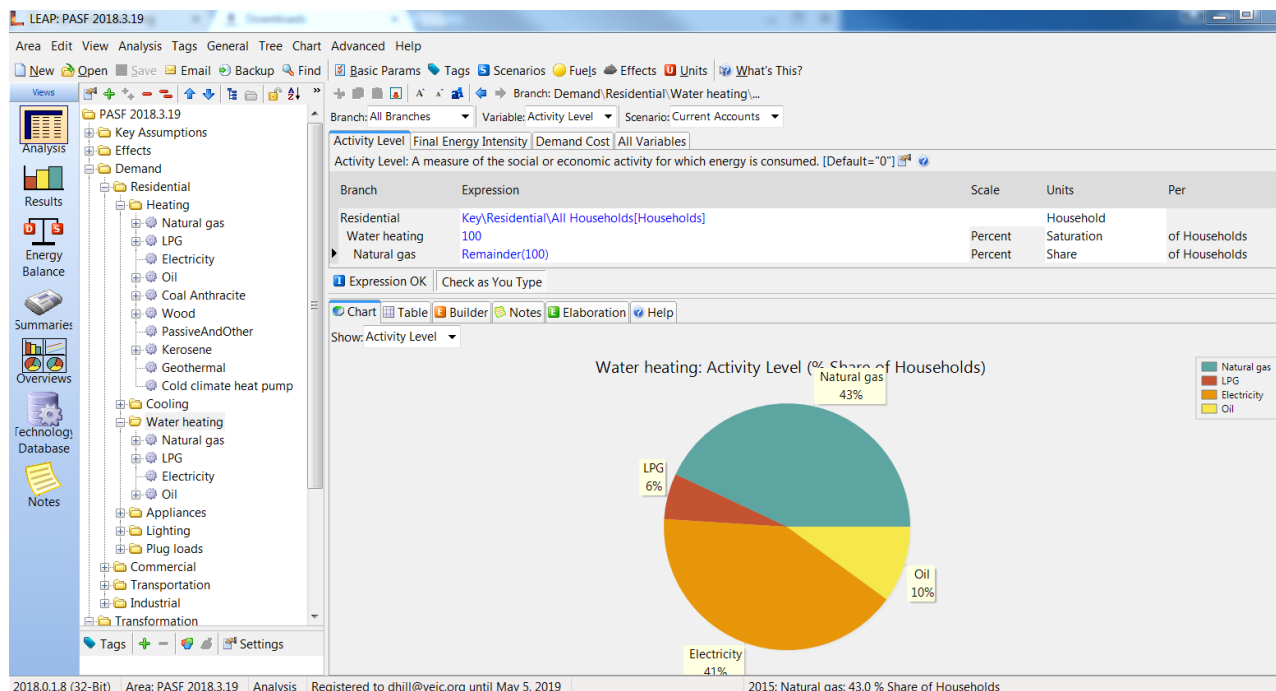 LEAP: PASF 2018.3.19
Area Edit View Analysis Tags General Tree Chart Advanced Help
New Open Save Email Backup Find Basic Params Tags Scenarios Fuels Effects Units What's This?
Views
Analysis
Results
Energy Balance
Summaries
Overviews
Technology Database
Notes
PASF 2018.3.19
Key Assumptions
Effects
Demand
Residential
Heating
Natural gas
LPG
Electricity
Oil
Coal Anthracite
Wood
PassiveAndOther
Kerosene
Geothermal
Cold climate heat pump
Cooling
Water heating
Natural gas
LPG
Electricity
Oil
Appliances
Lighting
Plug loads
Commercial
Transportation
Industrial
Transformation
Tags Settings
Branch: Demand\Residential\Water heating\...
Branch: All Branches Variable: Activity Level Scenario: Current Accounts
Activity Level Final Energy Intensity Demand Cost All Variables
Activity Level: A measure of the social or economic activity for which energy is consumed. [Default="0"]
Branch Expression Scale Units Per
Residential Key\Residential\All Households[Households] Household
Water heating 100 Percent Saturation of Households
Natural gas Remainder(100) Percent Share of Households
Expression OK Check as You Type
Chart Table Builder Notes Elaboration Help
Show: Activity Level
Water heating: Activity Level (% Share of Households)
Natural gas
43%
LPG
6%
Oil
10%
Electricity
41%
Natural gas
LPG
Electricity
Oil
2018.0.1.8 (32-Bit) Area: PASF 2018.3.19 Analysis Registered to dhill@veic.org until May 5, 2019 2015: Natural gas: 43.0 % Share of Households